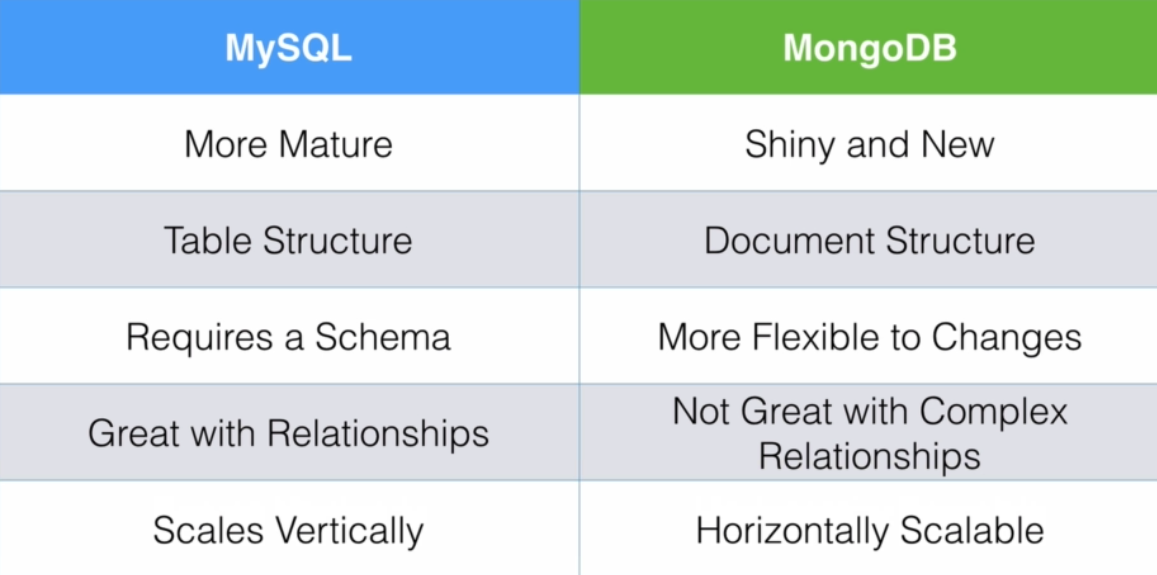 MySQL MongoDB
More Mature Shiny and New
Table Structure Document Structure
Requires a Schema More Flexible to Changes
Great with Relationships Not Great with Complex
Relationships
Scales Vertically Horizontally Scalable